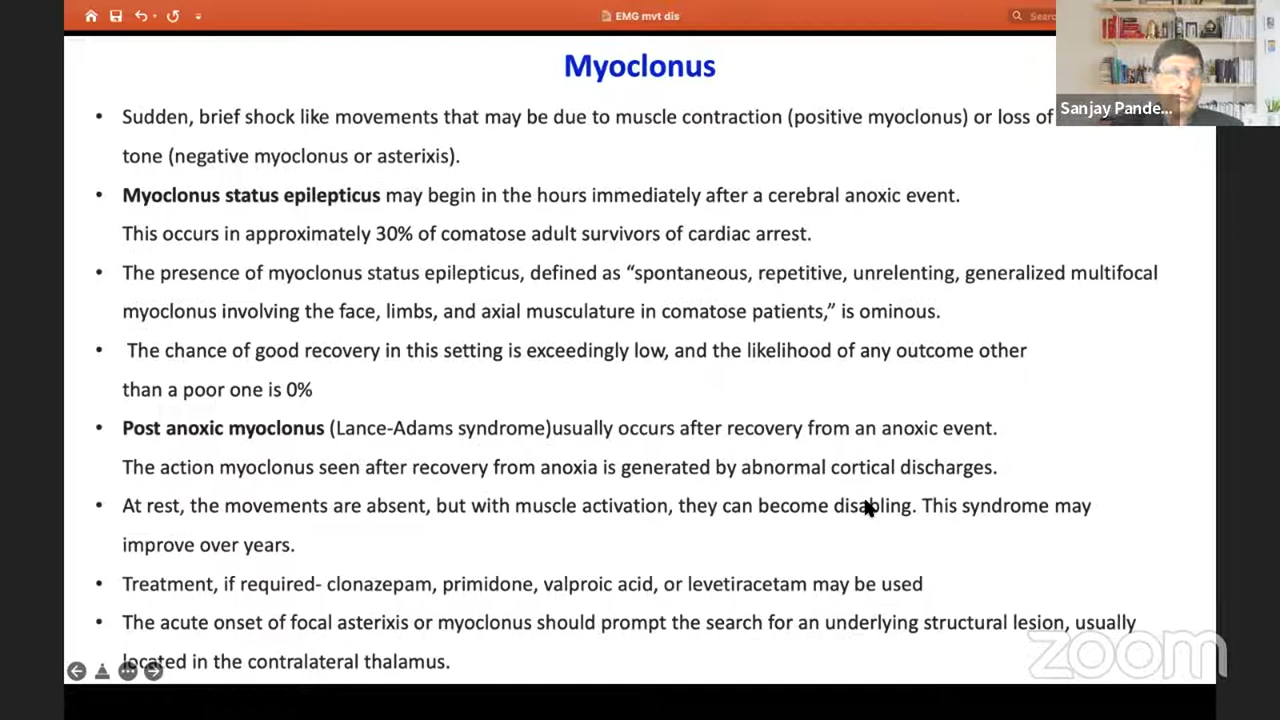 EMG mvt dis
Sear
Myoclonus
Sanjay Pande...
• Sudden, brief shock like movements that may be due to muscle contraction (positive myoclonus) or loss of
tone (negative myoclonus or asterixis).
• Myoclonus status epilepticus may begin in the hours immediately after a cerebral anoxic event.
This occurs in approximately 30% of comatose adult survivors of cardiac arrest.
• The presence of myoclonus status epilepticus, defined as “spontaneous, repetitive, unrelenting, generalized multifocal
myoclonus involving the face, limbs, and axial musculature in comatose patients,” is ominous.
• The chance of good recovery in this setting is exceedingly low, and the likelihood of any outcome other
than a poor one is 0%
• Post anoxic myoclonus (Lance-Adams syndrome)usually occurs after recovery from an anoxic event.
The action myoclonus seen after recovery from anoxia is generated by abnormal cortical discharges.
• At rest, the movements are absent, but with muscle activation, they can become disabling. This syndrome may
improve over years.
• Treatment, if required- clonazepam, primidone, valproic acid, or levetiracetam may be used
• The acute onset of focal asterixis or myoclonus should prompt the search for an underlying structural lesion, usually
located in the contralateral thalamus.
zoom